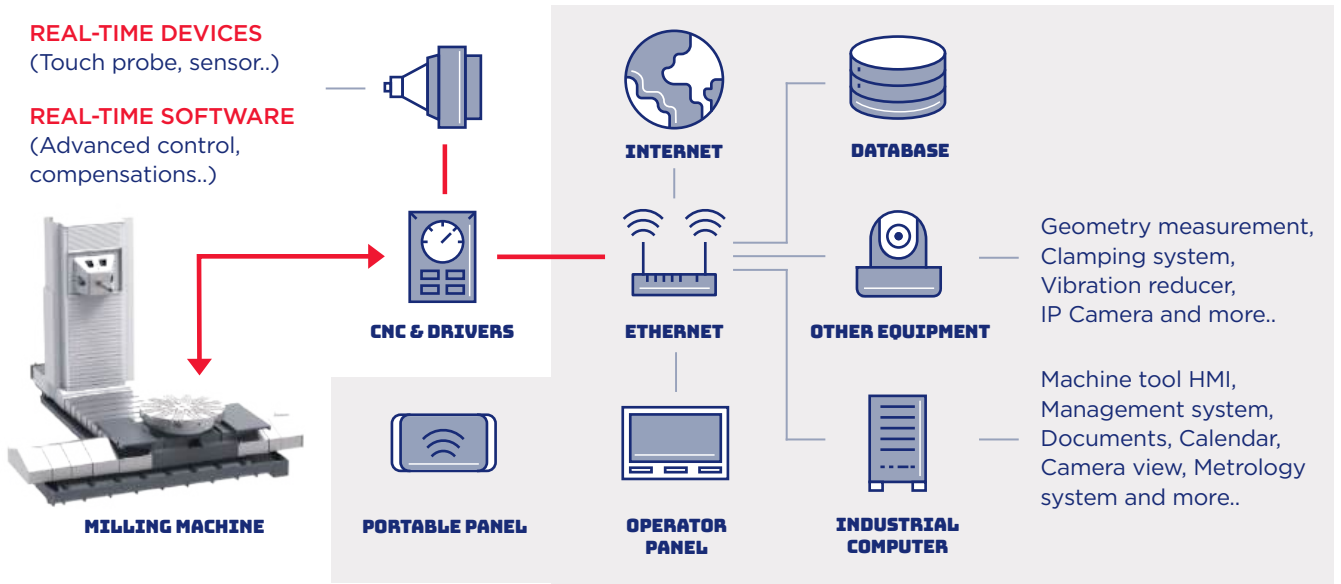 REAL-TIME DEVICES
(Touch probe, sensor..)
REAL-TIME SOFTWARE
(Advanced control,
compensations..)
INTERNET
DATABASE
CNC & DRIVERS
ETHERNET
OTHER EQUIPMENT
Geometry measurement,
Clamping system,
Vibration reducer,
IP Camera and more..
MILLING MACHINE
PORTABLE PANEL
OPERATOR
PANEL
INDUSTRIAL
COMPUTER
Machine tool HMI,
Management system,
Documents, Calendar,
Camera view, Metrology
system and more..